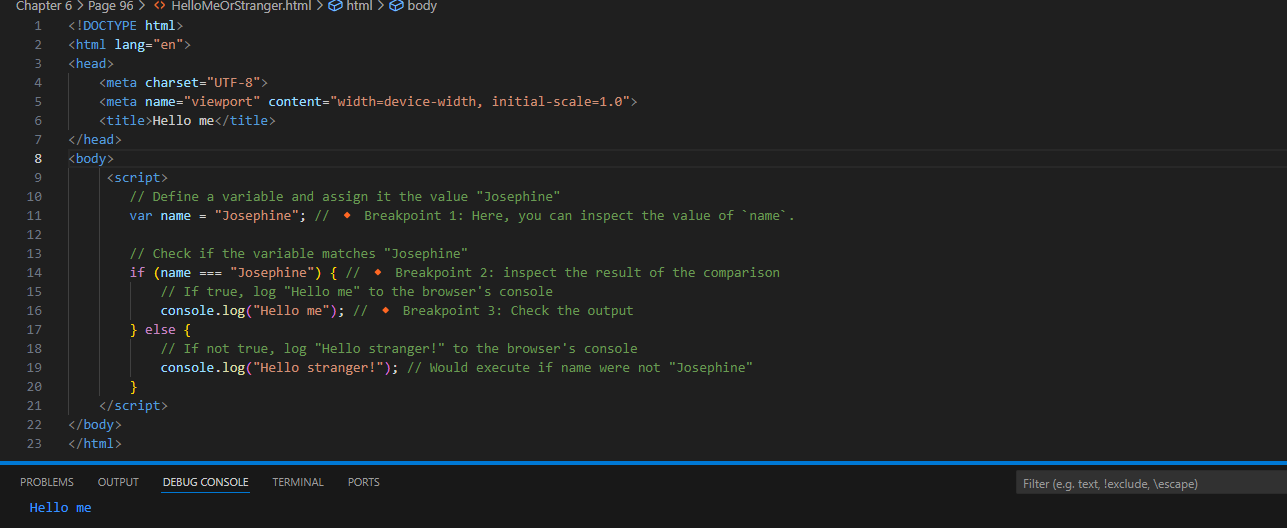 Chapter 6 > Page 96 > <> HelloMeOrStranger.html > html > body
1 <!DOCTYPE html>
2 <html lang="en">
3 <head>
4     <meta charset="UTF-8">
5     <meta name="viewport" content="width=device-width, initial-scale=1.0">
6     <title>Hello me</title>
7 </head>
8 <body>
9      <script>
10         // Define a variable and assign it the value "Josephine"
11         var name = "Josephine"; // 🔸 Breakpoint 1: Here, you can inspect the value of `name`.
12
13         // Check if the variable matches "Josephine"
14         if (name === "Josephine") { // 🔸 Breakpoint 2: inspect the result of the comparison
15             // If true, log "Hello me" to the browser's console
16             console.log("Hello me"); // 🔸 Breakpoint 3: Check the output
17         } else {
18             // If not true, log "Hello stranger!" to the browser's console
19             console.log("Hello stranger!"); // Would execute if name were not "Josephine"
20         }
21     </script>
22 </body>
23 </html>
PROBLEMS OUTPUT DEBUG CONSOLE TERMINAL PORTS Filter (e.g. text, !exclude, \escape)
Hello me